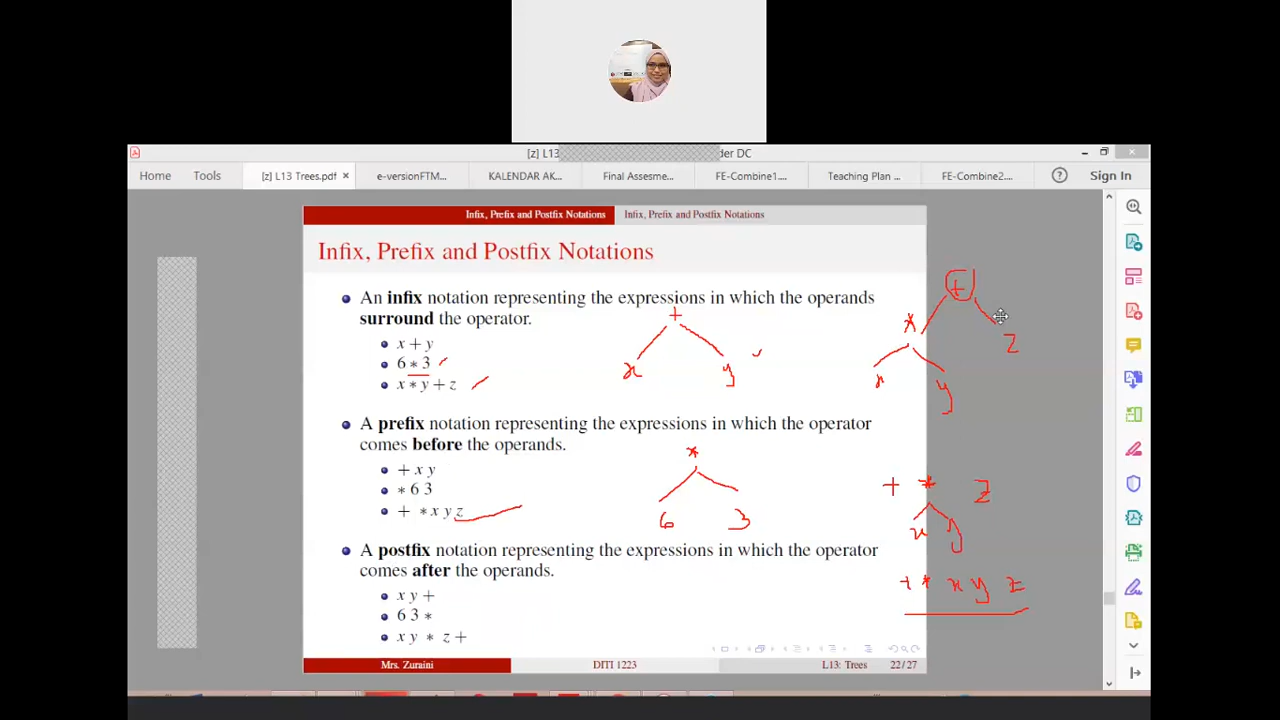 [z] L13 der DC
Home Tools [z] L13 Trees.pdf × e-versionFTM... KALENDAR AK... Final Assesme... FE-Combine1.... Teaching Plan ... FE-Combine2.... Sign In
Infix, Prefix and Postfix Notations Infix, Prefix and Postfix Notations
Infix, Prefix and Postfix Notations
An infix notation representing the expressions in which the operands
surround the operator.
x + y
6 * 3
x * y + z
+
x y
+
* z
x y
A prefix notation representing the expressions in which the operator
comes before the operands.
+ x y
* 6 3
+ * x y z
*
6 3
+ * z
x y
+ * x y z
A postfix notation representing the expressions in which the operator
comes after the operands.
x y +
6 3 *
x y * z +
Mrs. Zuraini DITI 1223 L13: Trees 22/27